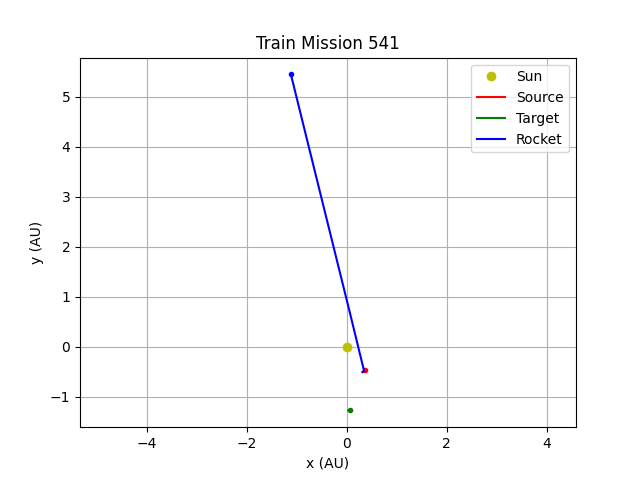 Train Mission 541
Sun
Source
Target
Rocket
5
4
3
2
1
0
−1
y (AU)
−4
−2
0
2
4
x (AU)